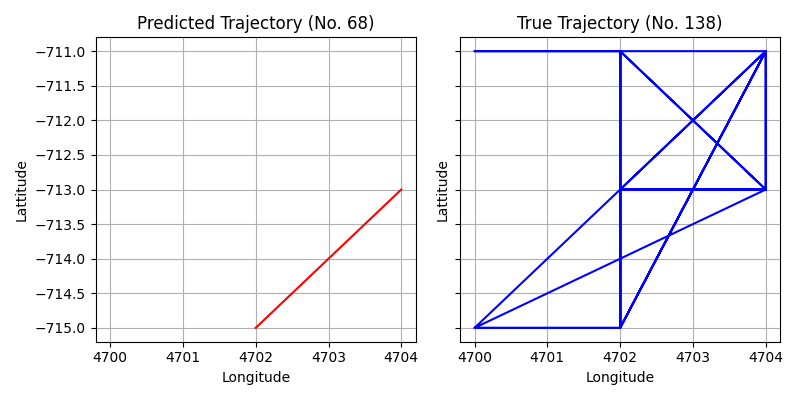 Predicted Trajectory (No. 68)
True Trajectory (No. 138)
−711.0
−711.5
−712.0
−712.5
−713.0
−713.5
−714.0
−714.5
−715.0
Lattitude
Lattitude
4700 4701 4702 4703 4704
4700 4701 4702 4703 4704
Longitude
Longitude